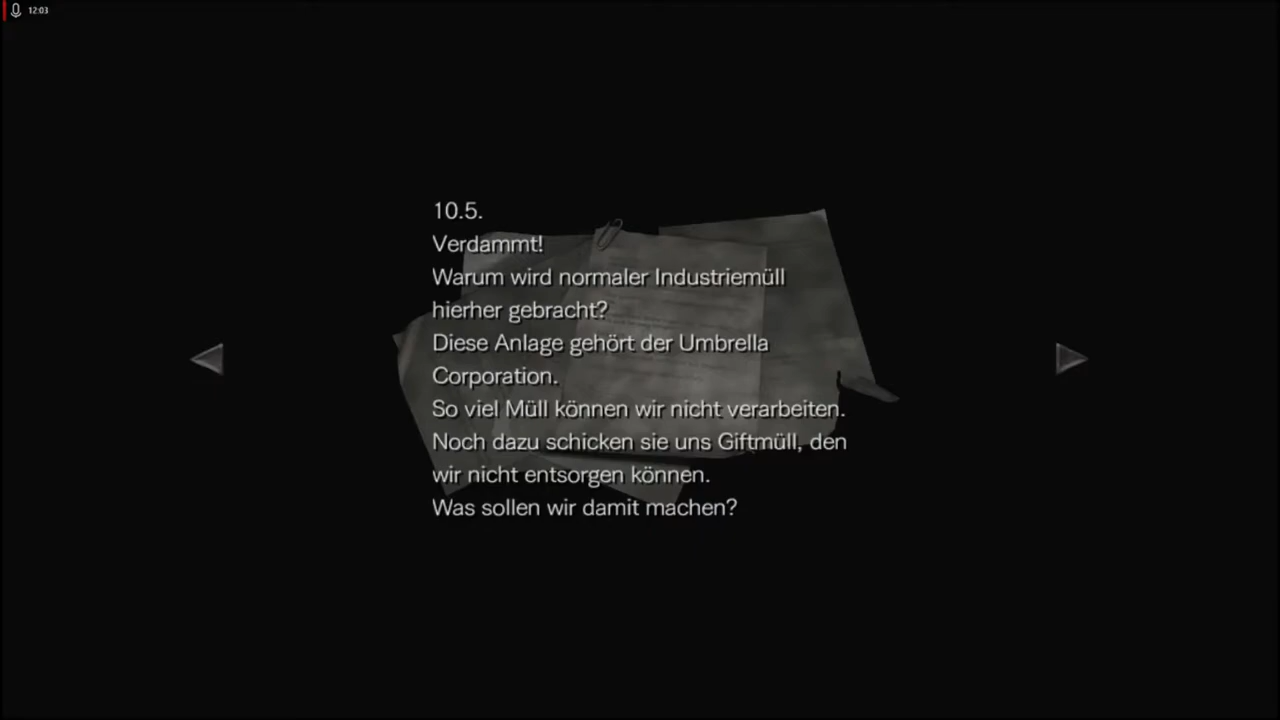 12:03
10.5.
Verdammt!
Warum wird normaler Industriemüll
hierher gebracht?
Diese Anlage gehört der Umbrella
Corporation.
So viel Müll können wir nicht verarbeiten.
Noch dazu schicken sie uns Giftmüll, den
wir nicht entsorgen können.
Was sollen wir damit machen?